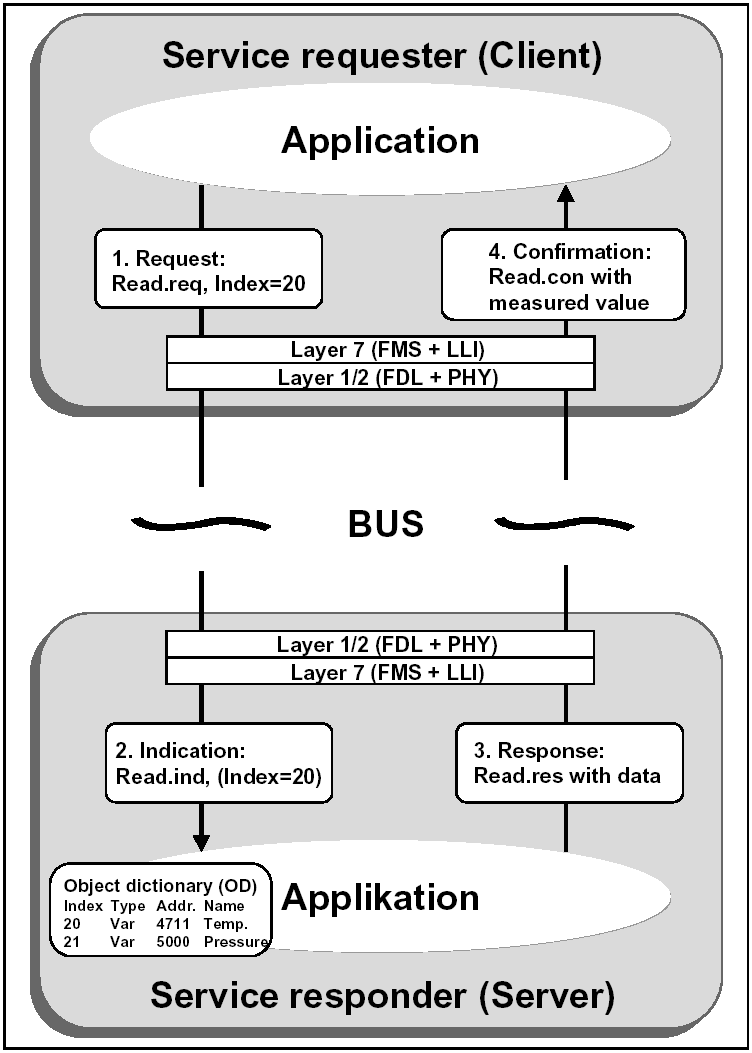 Service requester (Client)
Application
1. Request:
Read.req, Index=20
4. Confirmation:
Read.con with
measured value
Layer 7 (FMS + LLI)
Layer 1/2 (FDL + PHY)
BUS
Layer 1/2 (FDL + PHY)
Layer 7 (FMS + LLI)
2. Indication:
Read.ind, (Index=20)
3. Response:
Read.res with data
Object dictionary (OD)
Index Type Addr. Name
20 Var 4711 Temp.
21 Var 5000 Pressure
Applikation
Service responder (Server)